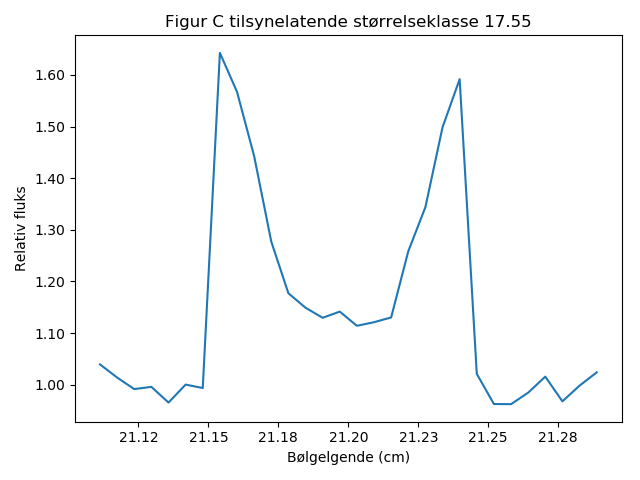 Figur C tilsynelatende størrelseklasse 17.55
Relativ fluks
1.60
1.50
1.40
1.30
1.20
1.10
1.00
21.12 21.15 21.18 21.20 21.23 21.25 21.28
Bølgelgende (cm)